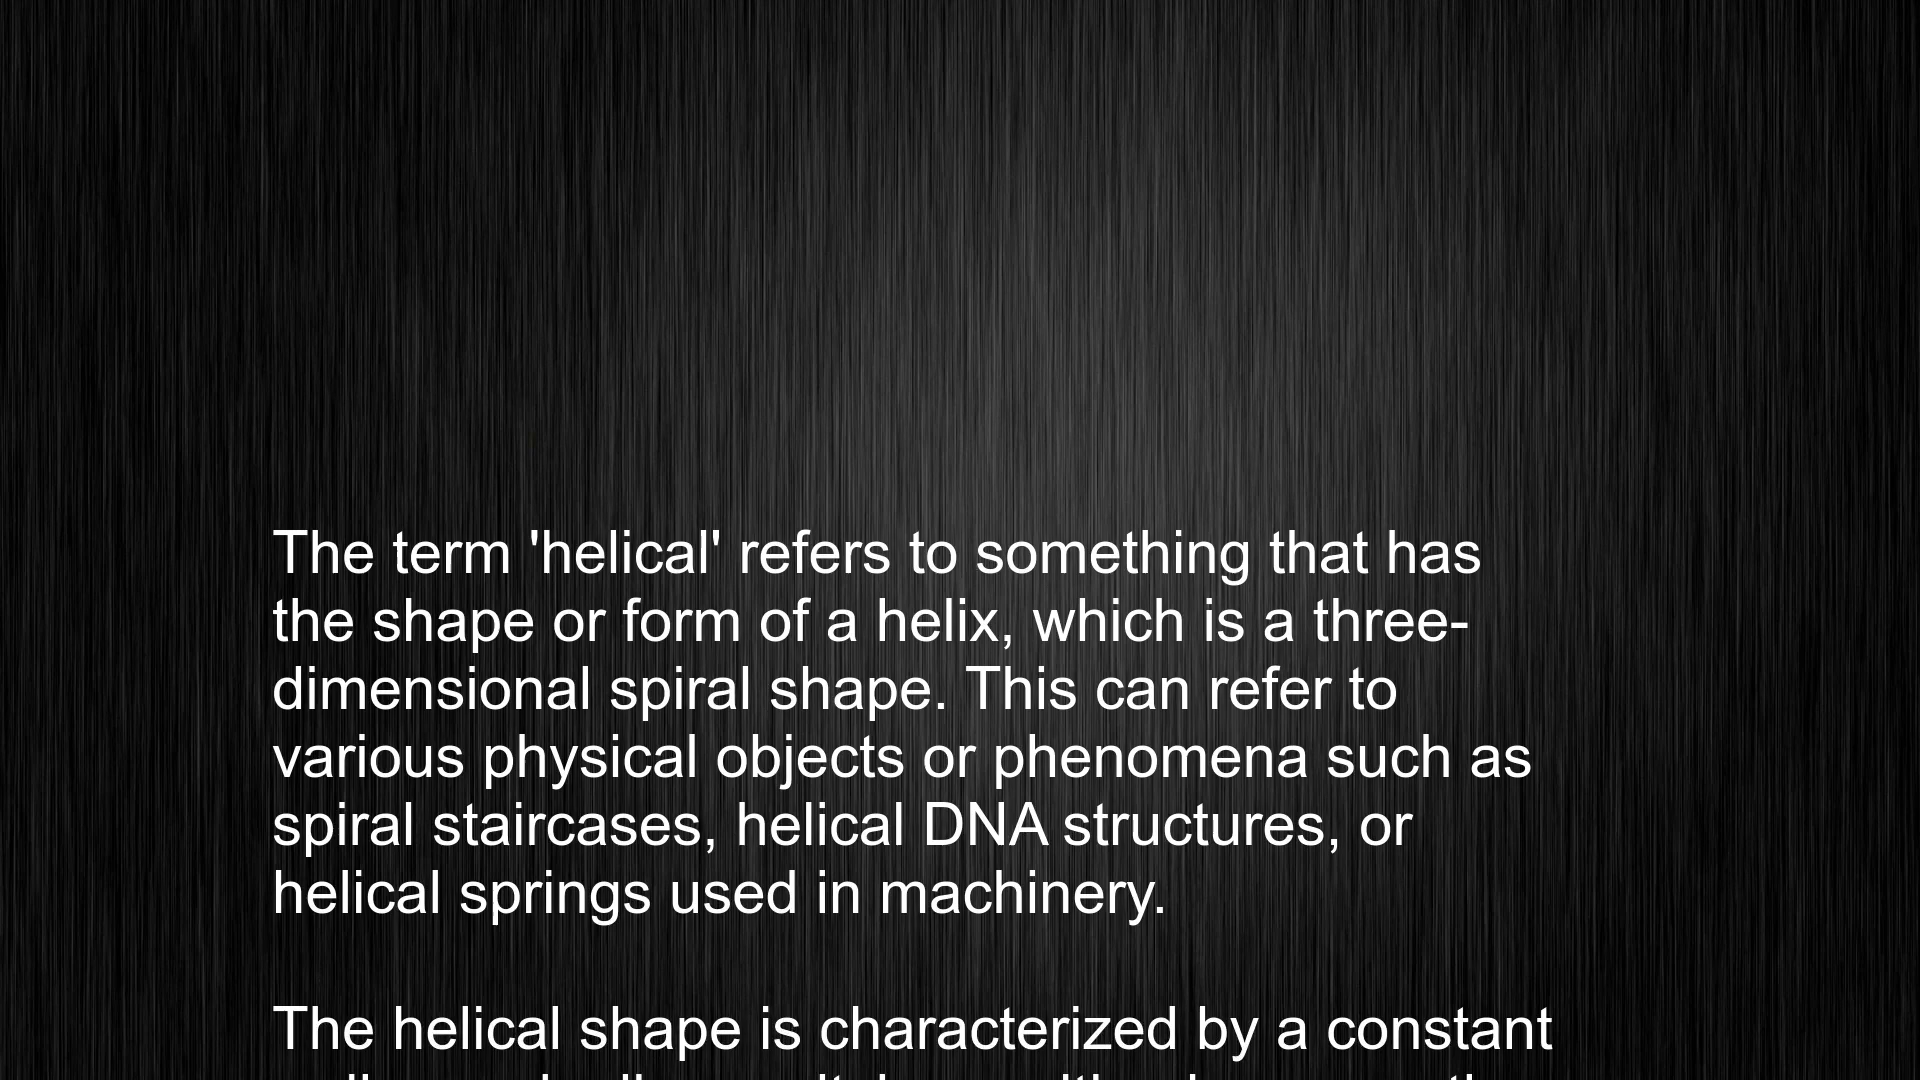 The term 'helical' refers to something that has
the shape or form of a helix, which is a three-
dimensional spiral shape. This can refer to
various physical objects or phenomena such as
spiral staircases, helical DNA structures, or
helical springs used in machinery.
The helical shape is characterized by a constant